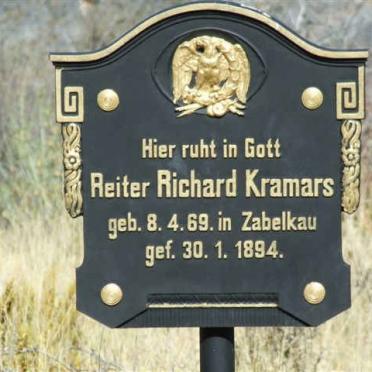 Hier ruht in Gott
Reiter Richard Kramars
geb. 8. 4. 69. in Zabelkau
gef. 30. 1. 1894.